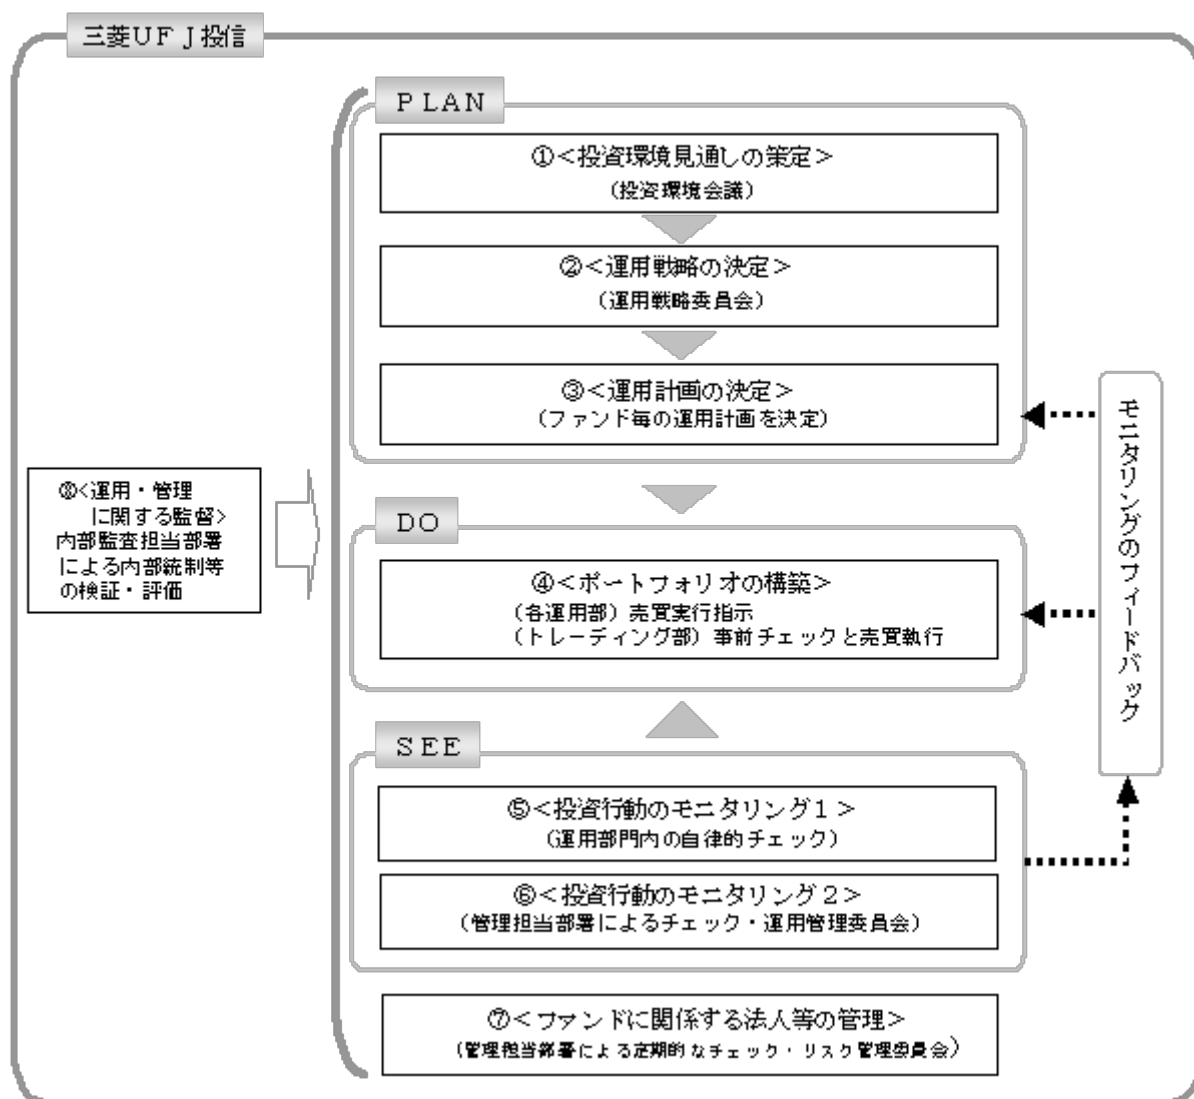 三菱UFJ投信
PLAN
①<投資環境見通しの策定>
(投資環境会議)
②<運用戦略の決定>
(運用戦略委員会)
③<運用計画の決定>
(ファンド毎の運用計画を決定)
⑧<運用・管理
に関する監督>
内部監査担当部署
による内部統制等
の検証・評価
DO
④<ポートフォリオの構築>
(各運用部)売買実行指示
(トレーディング部)事前チェックと売買執行
SEE
⑤<投資行動のモニタリング1>
(運用部門内の自律的チェック)
⑥<投資行動のモニタリング2>
(管理担当部署によるチェック・運用管理委員会)
⑦<ファンドに関係する法人等の管理>
(管理担当部署による定期的なチェック・リスク管理委員会)
モニタリングのフィードバック